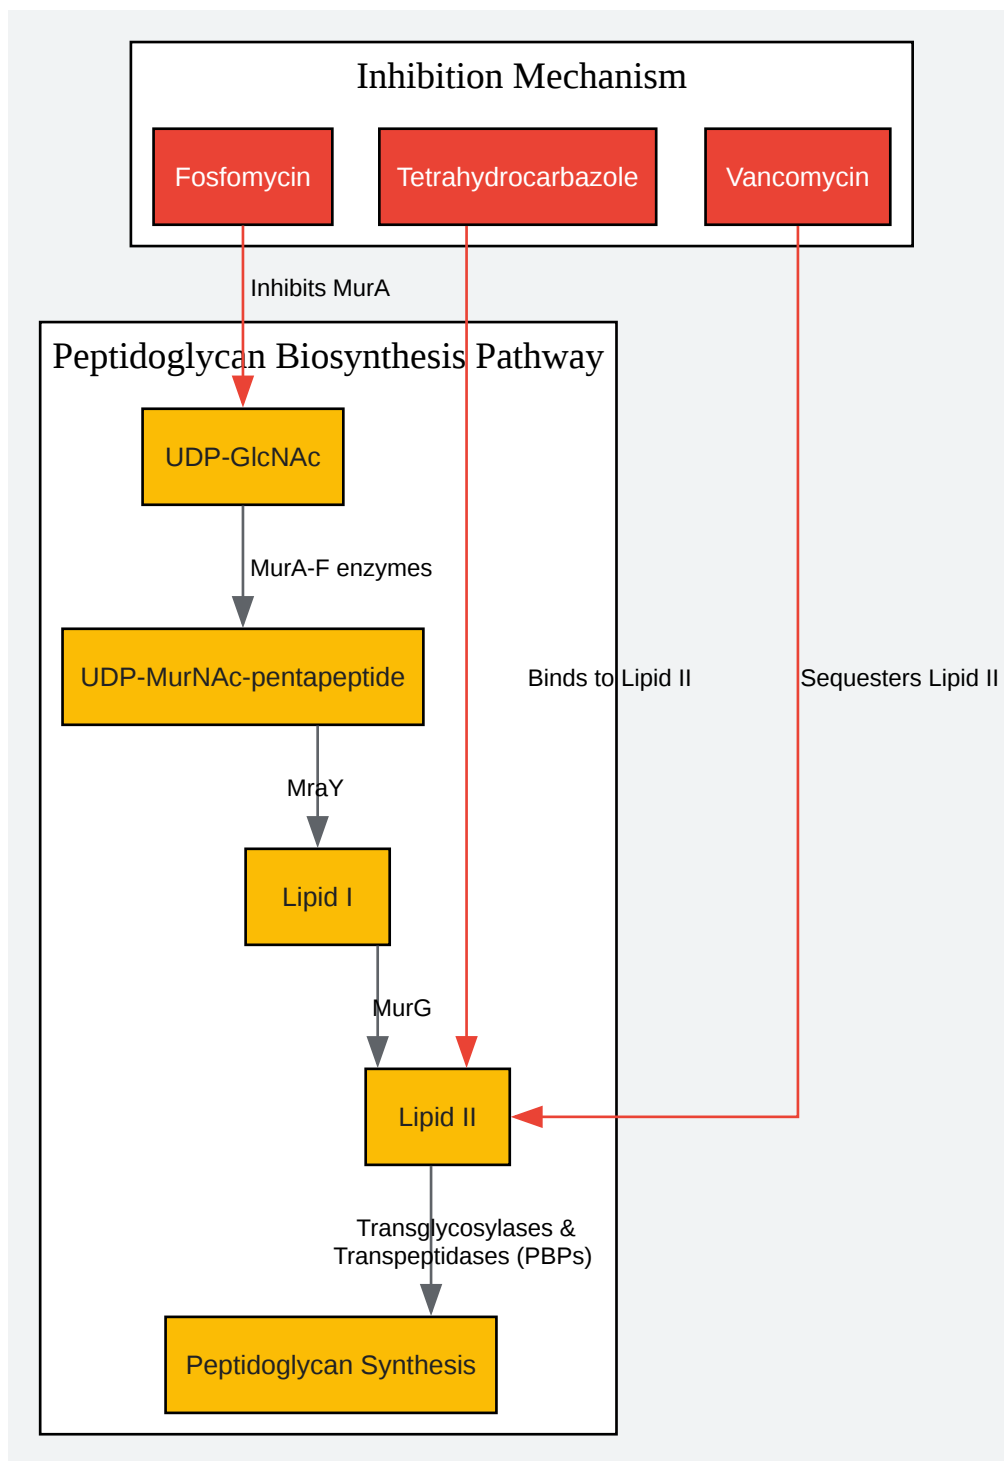 Inhibition Mechanism
Fosfomycin
Tetrahydrocarbazole
Vancomycin
Inhibits MurA
Peptidoglycan Biosynthesis Pathway
UDP-GlcNAc
MurA-F enzymes
UDP-MurNAc-pentapeptide
Binds to Lipid II
Sequesters Lipid II
MraY
Lipid I
MurG
Lipid II
Transglycosylases &
Transpeptidases (PBPs)
Peptidoglycan Synthesis